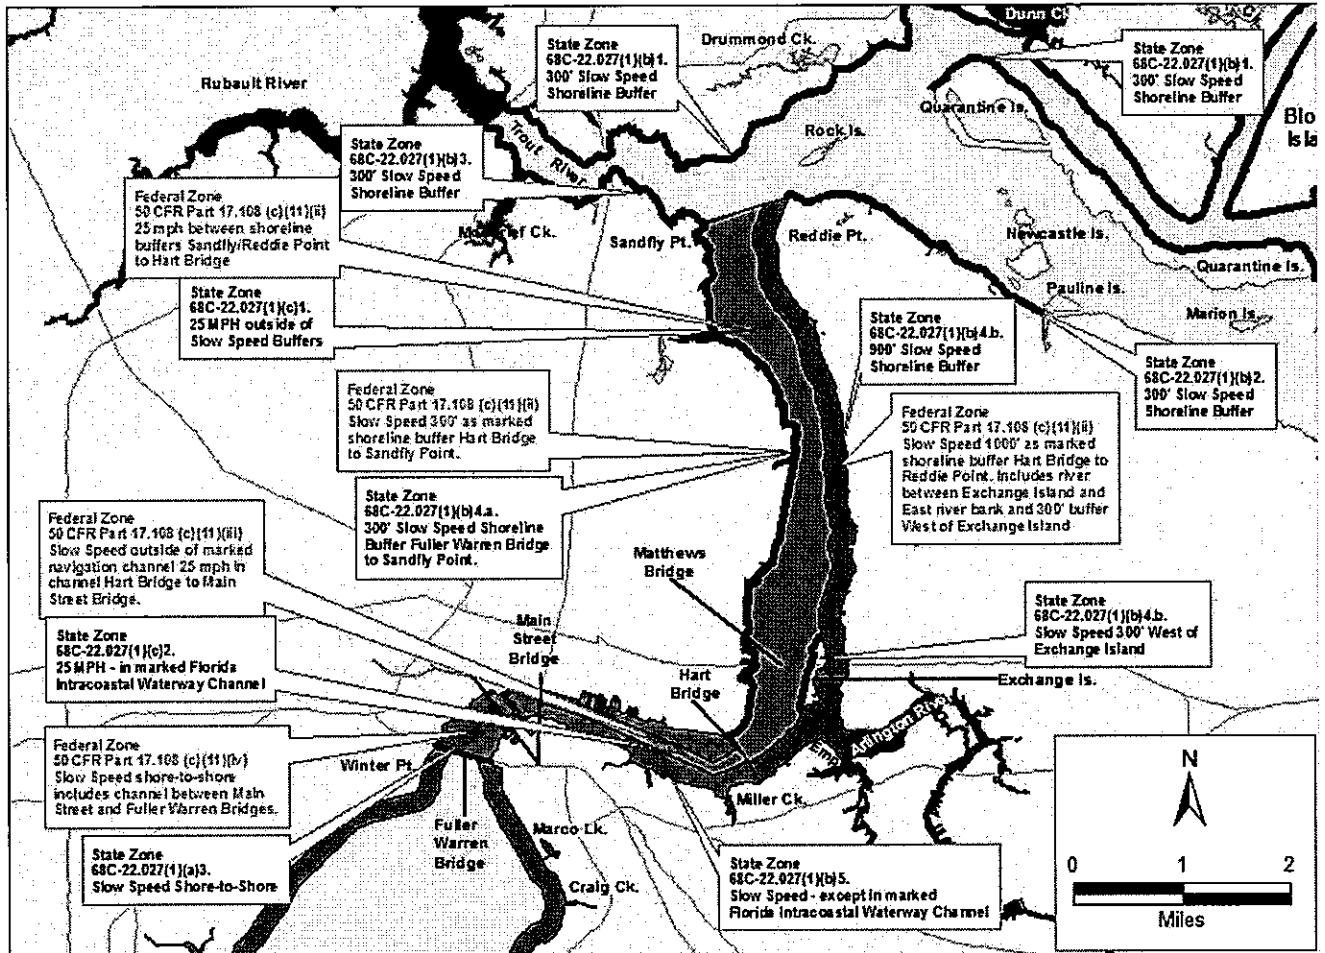 Dunn C
Drummond Ck.
State Zone
68C-22.027(1)(b)1.
300' Slow Speed
Shoreline Buffer
State Zone
68C-22.027(1)(b)1.
300' Slow Speed
Shoreline Buffer
Rubault River
Quarantine Is.
Blo
Is Ia
Rock Is.
Trout River
State Zone
68C-22.027(1)(b)3.
300' Slow Speed
Shoreline Buffer
Federal Zone
50 CFR Part 17.108 (c)(11)(ii)
25 mph between shoreline
buffers Sandfly/Reddie Point
to Hart Bridge
Ck.
Sandfly Pt.
Reddie Pt.
Newcastle Is.
Quarantine Is.
Pauline Is.
Marion Is.
State Zone
68C-22.027(1)(c)1.
25 MPH outside of
Slow Speed Buffers
State Zone
68C-22.027(1)(b)4.b.
900' Slow Speed
Shoreline Buffer
State Zone
68C-22.027(1)(b)2.
300' Slow Speed
Shoreline Buffer
Federal Zone
50 CFR Part 17.108 (c)(11)(ii)
Slow Speed 300' as marked
shoreline buffer Hart Bridge
to Sandfly Point.
Federal Zone
50 CFR Part 17.108 (c)(11)(ii)
Slow Speed 1000' as marked
shoreline buffer Hart Bridge to
Reddie Point. Includes river
between Exchange Island and
East river bank and 300' buffer
West of Exchange Island
State Zone
68C-22.027(1)(b)4.a.
300' Slow Speed Shoreline
Buffer Fuller Warren Bridge
to Sandfly Point.
Federal Zone
50 CFR Part 17.108 (c)(11)(iii)
Slow Speed outside of marked
navigation channel 25 mph in
channel Hart Bridge to Main
Street Bridge.
Matthews
Bridge
State Zone
68C-22.027(1)(b)4.b.
Slow Speed 300' West of
Exchange Island
Main
Street
Bridge
State Zone
68C-22.027(1)(c)2.
25 MPH - in marked Florida
Intracoastal Waterway Channel
Hart
Bridge
Exchange Is.
Arlington River
Federal Zone
50 CFR Part 17.108 (c)(11)(iv)
Slow Speed shore-to-shore
includes channel between Main
Street and Fuller Warren Bridges.
Winter Pt.
Miller Ck.
Fuller
Warren
Bridge
Marco Lk.
Craig Ck.
State Zone
68C-22.027(1)(a)3.
Slow Speed Shore-to-Shore
State Zone
68C-22.027(1)(b)5.
Slow Speed - except in marked
Florida Intracoastal Waterway Channel
N
0 1 2
Miles